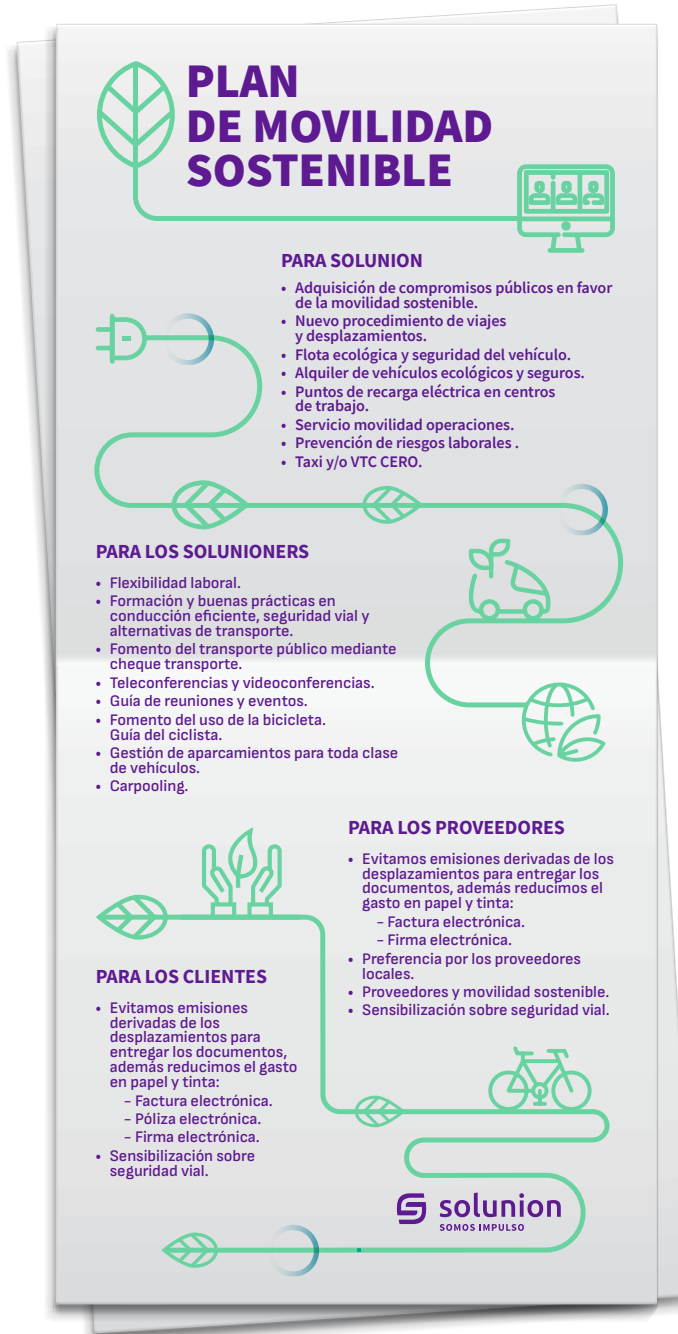 PLAN
DE MOVILIDAD
SOSTENIBLE
PARA SOLUNION
• Adquisición de compromisos públicos en favor
de la movilidad sostenible.
• Nuevo procedimiento de viajes
y desplazamientos.
• Flota ecológica y seguridad del vehículo.
• Alquiler de vehículos ecológicos y seguros.
• Puntos de recarga eléctrica en centros
de trabajo.
• Servicio movilidad operaciones.
• Prevención de riesgos laborales .
• Taxi y/o VTC CERO.
PARA LOS SOLUNIONERS
• Flexibilidad laboral.
• Formación y buenas prácticas en
conducción eficiente, seguridad vial y
alternativas de transporte.
• Fomento del transporte público mediante
cheque transporte.
• Teleconferencias y videoconferencias.
• Guía de reuniones y eventos.
• Fomento del uso de la bicicleta.
Guía del ciclista.
• Gestión de aparcamientos para toda clase
de vehículos.
• Carpooling.
PARA LOS PROVEEDORES
• Evitamos emisiones derivadas de los
desplazamientos para entregar los
documentos, además reducimos el
gasto en papel y tinta:
- Factura electrónica.
- Firma electrónica.
• Preferencia por los proveedores
locales.
• Proveedores y movilidad sostenible.
• Sensibilización sobre seguridad vial.
PARA LOS CLIENTES
• Evitamos emisiones
derivadas de los
desplazamientos para
entregar los documentos,
además reducimos el gasto
en papel y tinta:
- Factura electrónica.
- Póliza electrónica.
- Firma electrónica.
• Sensibilización sobre
seguridad vial.
solunion
SOMOS IMPULSO